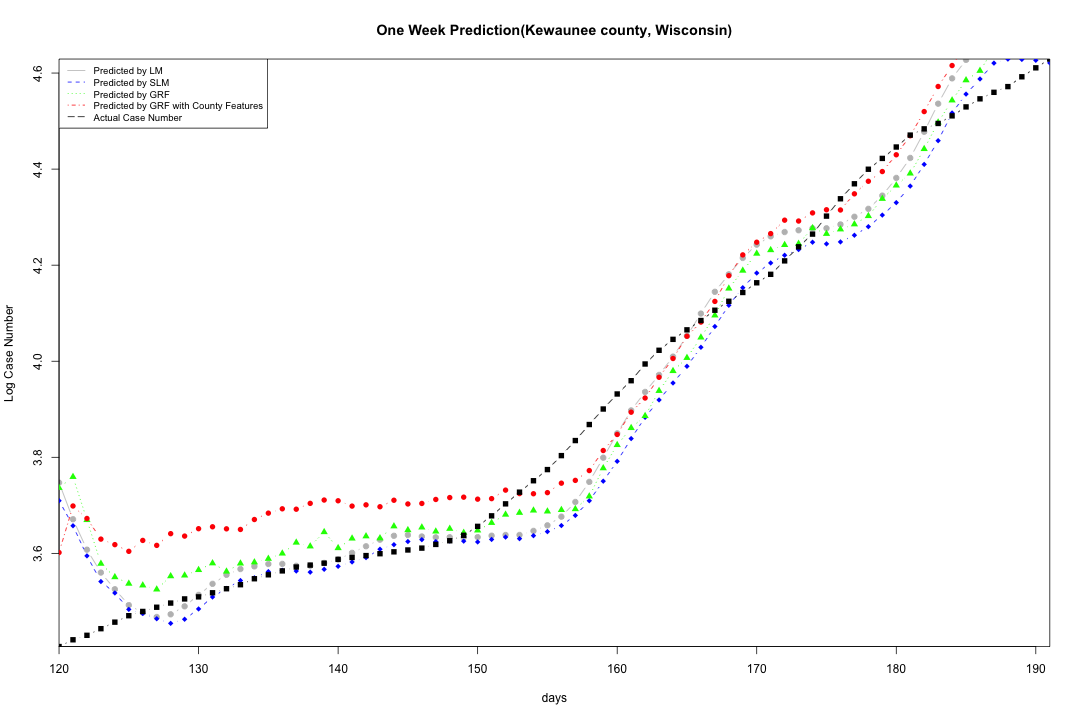 One Week Prediction(Kewaunee county, Wisconsin)
Predicted by LM
Predicted by SLM
Predicted by GRF
Predicted by GRF with County Features
Actual Case Number
4.6
4.4
4.2
4.0
3.8
3.6
Log Case Number
120 130 140 150 160 170 180 190
days